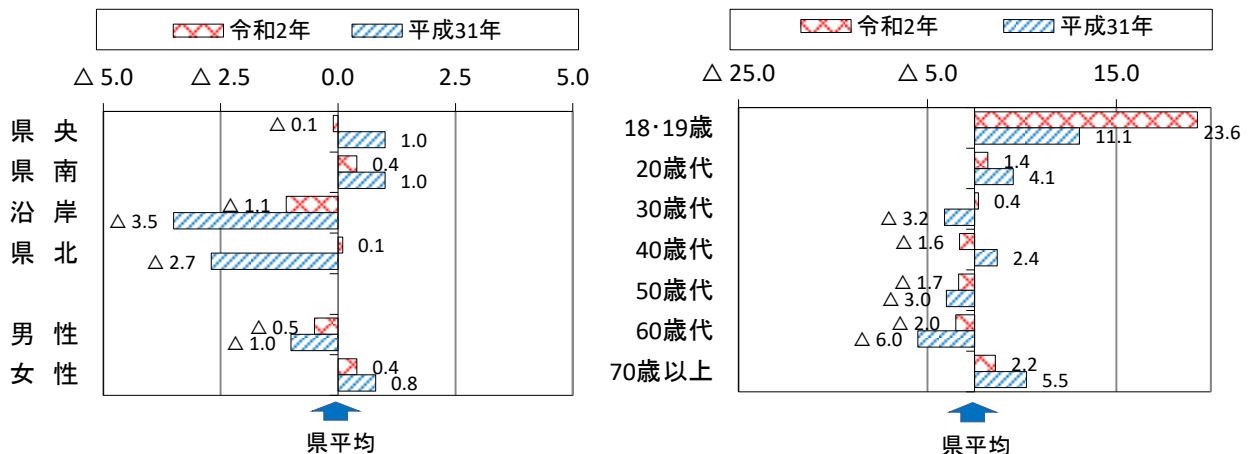 令和2年 平成31年
△ 5.0 △ 2.5 0.0 2.5 5.0
県 央 △ 0.1 1.0
県 南 0.4 1.0
沿 岸 △ 1.1 △ 3.5
県 北 0.1 △ 2.7
男 性 △ 0.5 △ 1.0
女 性 0.4 0.8
県平均
令和2年 平成31年
△ 25.0 △ 5.0 15.0
18･19歳 23.6 11.1
20歳代 1.4 4.1
30歳代 0.4 △ 3.2
40歳代 △ 1.6 2.4
50歳代 △ 1.7 △ 3.0
60歳代 △ 2.0 △ 6.0
70歳以上 2.2 5.5
県平均